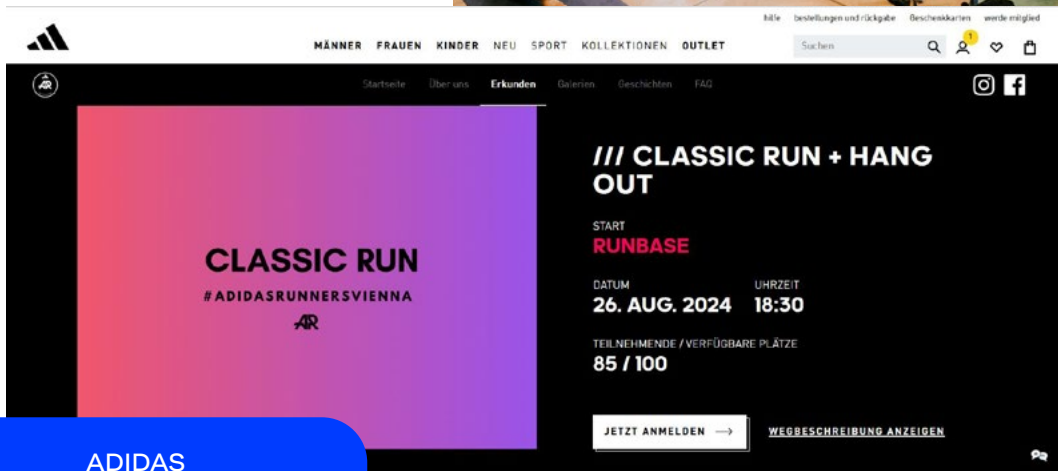 hilfe bestellungen und rückgabe Geschenkkarten werde mitglied
MÄNNER FRAUEN KINDER NEU SPORT KOLLEKTIONEN OUTLET
Suchen
1
AR
Startseite Über uns Erkunden Galerien Geschichten FAQ
CLASSIC RUN
#ADIDASRUNNERSVIENNA
AR
/// CLASSIC RUN + HANG
OUT
START
RUNBASE
DATUM UHRZEIT
26. AUG. 2024 18:30
TEILNEHMENDE / VERFÜGBARE PLÄTZE
85 / 100
JETZT ANMELDEN → WEGBESCHREIBUNG ANZEIGEN
ADIDAS